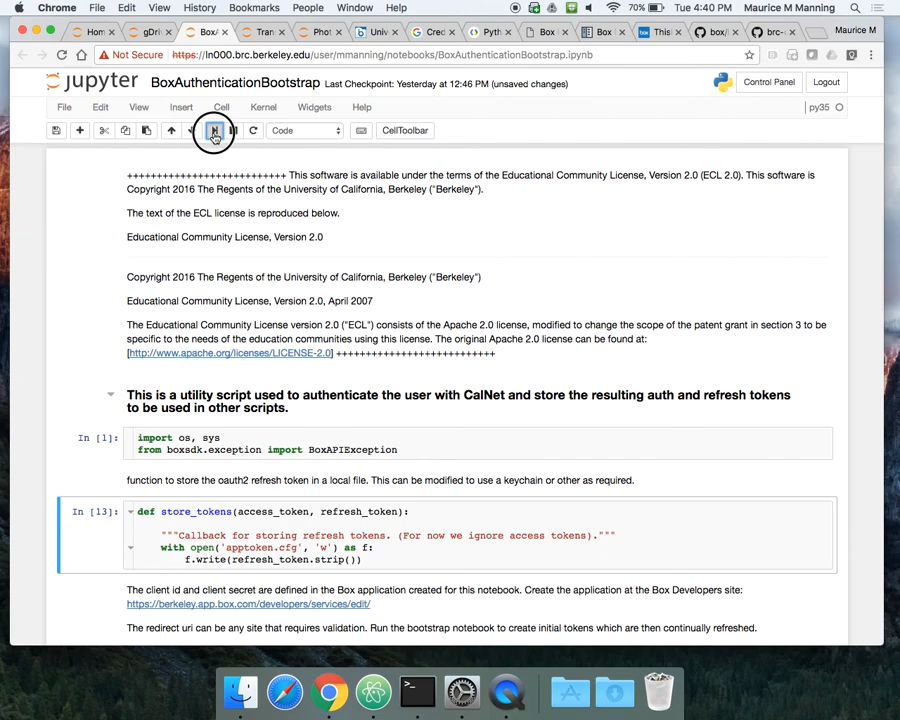 Chrome File Edit View History Bookmarks People Window Help 70% Tue 4:40 PM Maurice M Manning
Hom gDriv BoxA Tran Phot Univ Cred Pyth Box Box This box/ brc- Maurice M
Not Secure https://ln000.brc.berkeley.edu/mmanning/notebooks/BoxAuthenticationBootstrap.ipynb
jupyter BoxAuthenticationBootstrap Last Checkpoint: Yesterday at 12:46 PM (unsaved changes) Control Panel Logout
File Edit View Insert Cell Kernel Widgets Help py35
Code CellToolbar
+++++++++++++++++++++++++++ This software is available under the terms of the Educational Community License, Version 2.0 (ECL 2.0). This software is
Copyright 2016 The Regents of the University of California, Berkeley ("Berkeley").
The text of the ECL license is reproduced below.
Educational Community License, Version 2.0
Copyright 2016 The Regents of the University of California, Berkeley ("Berkeley")
Educational Community License, Version 2.0, April 2007
The Educational Community License version 2.0 ("ECL") consists of the Apache 2.0 license, modified to change the scope of the patent grant in section 3 to be
specific to the needs of the education communities using this license. The original Apache 2.0 license can be found at:
[http://www.apache.org/licenses/LICENSE-2.0] +++++++++++++++++++++++++++
This is a utility script used to authenticate the user with CalNet and store the resulting auth and refresh tokens
to be used in other scripts.
In [1]: import os, sys
from boxsdk.exception import BoxAPIException
function to store the oauth2 refresh token in a local file. This can be modified to use a keychain or other as required.
In [13]: def store_tokens(access_token, refresh_token):
"""Callback for storing refresh tokens. (For now we ignore access tokens)."""
with open('apptoken.cfg', 'w') as f:
f.write(refresh_token.strip())
The client id and client secret are defined in the Box application created for this notebook. Create the application at the Box Developers site:
https://berkeley.app.box.com/developers/services/edit/
The redirect uri can be any site that requires validation. Run the bootstrap notebook to create initial tokens which are then continually refreshed.